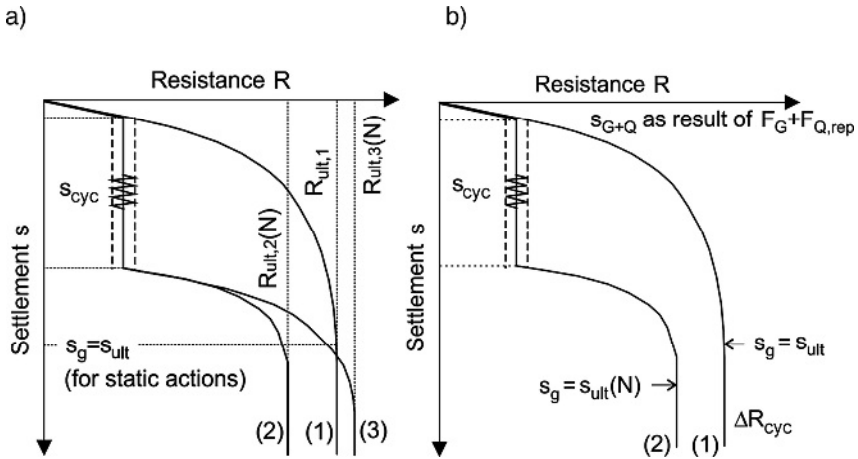 a)
Resistance R
Settlement s
s_cyc
R_ult,2(N)
R_ult,1
R_ult,3(N)
s_g=s_ult
(for static actions)
(2)
(1)
(3)
b)
Resistance R
s_G+Q as result of F_G+F_Q,rep
Settlement s
s_cyc
s_g = s_ult
s_g = s_ult(N)
ΔR_cyc
(2)
(1)